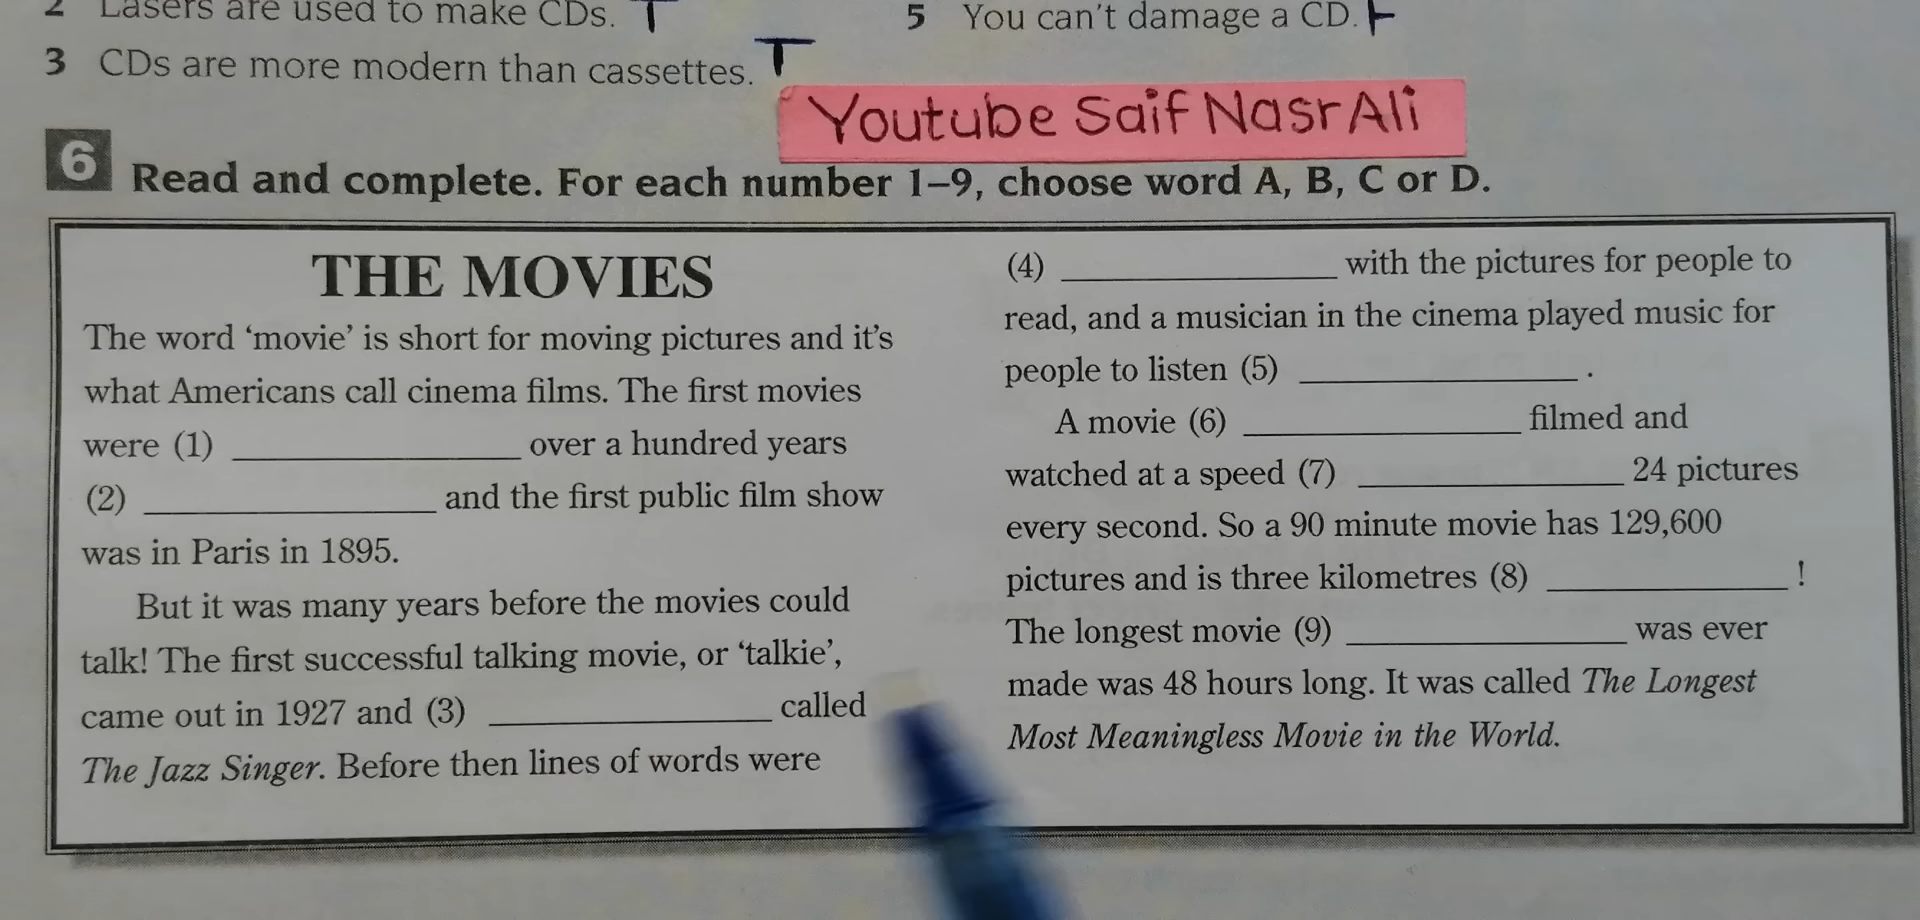 2 Lasers are used to make CDs. T
3 CDs are more modern than cassettes. T
5 You can't damage a CD. F
Youtube Saif Nasr Ali
6 Read and complete. For each number 1–9, choose word A, B, C or D.
THE MOVIES
The word ‘movie’ is short for moving pictures and it’s
what Americans call cinema films. The first movies
were (1) ____________ over a hundred years
(2) ____________ and the first public film show
was in Paris in 1895.
But it was many years before the movies could
talk! The first successful talking movie, or ‘talkie’,
came out in 1927 and (3) ____________ called
The Jazz Singer. Before then lines of words were
(4) ____________ with the pictures for people to
read, and a musician in the cinema played music for
people to listen (5) ____________ .
A movie (6) ____________ filmed and
watched at a speed (7) ____________ 24 pictures
every second. So a 90 minute movie has 129,600
pictures and is three kilometres (8) ____________ !
The longest movie (9) ____________ was ever
made was 48 hours long. It was called The Longest
Most Meaningless Movie in the World.